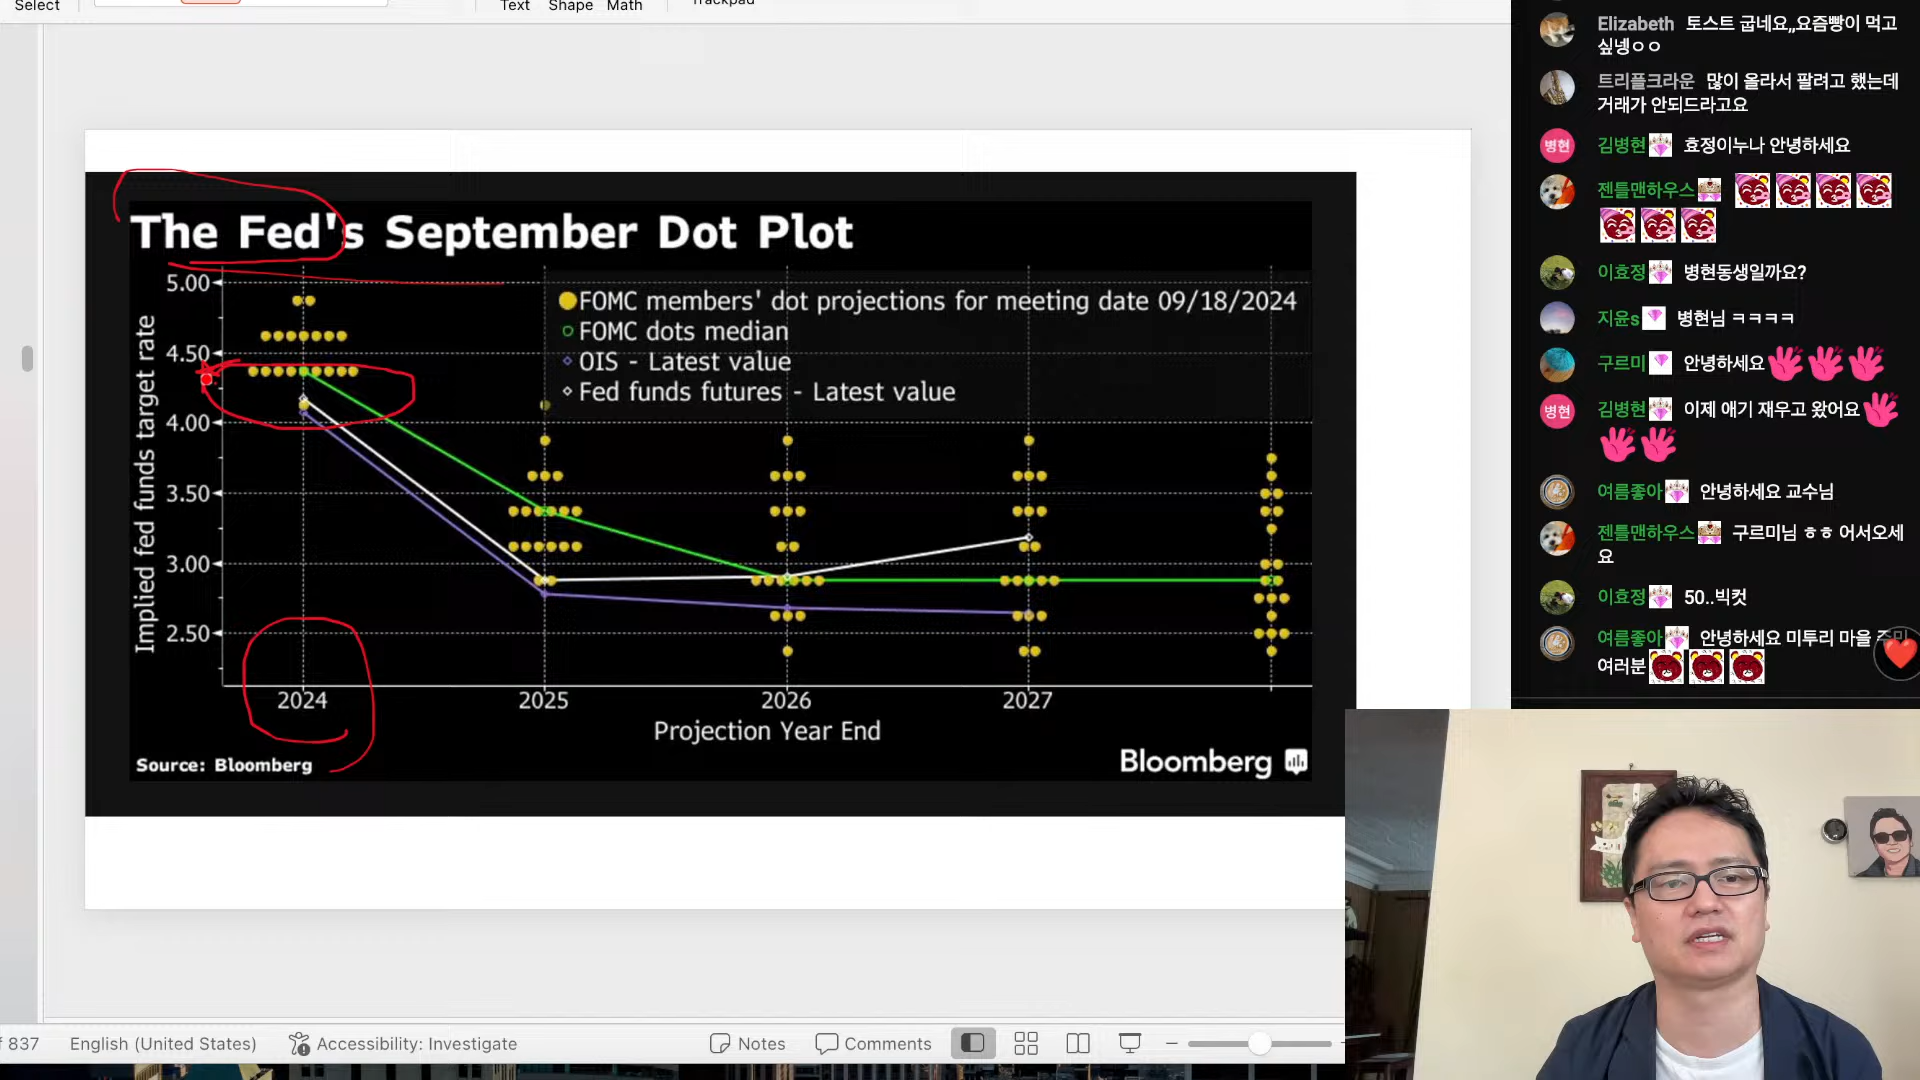 Select
Text Shape Math
Trackpad
The Fed's September Dot Plot
5.00
4.50
4.00
3.50
3.00
2.50
Implied fed funds target rate
FOMC members' dot projections for meeting date 09/18/2024
FOMC dots median
OIS - Latest value
Fed funds futures - Latest value
2024 2025 2026 2027
Projection Year End
Source: Bloomberg
Bloomberg
837 English (United States) Accessibility: Investigate Notes Comments
Elizabeth 토스트 굽네요,,요즘빵이 먹고
싶넹ㅇㅇ
트리플크라운 많이 올라서 팔려고 했는데
거래가 안되드라고요
병현 김병현 효정이누나 안녕하세요
젠틀맨하우스
이효정 병현동생일까요?
지윤s 병현님 ㅋㅋㅋㅋ
구르미 안녕하세요
병현 김병현 이제 애기 재우고 왔어요
여름좋아 안녕하세요 교수님
젠틀맨하우스 구르미님 ㅎㅎ 어서오세
요
이효정 50..빅컷
여름좋아 안녕하세요 미투리 마을 주민
여러분